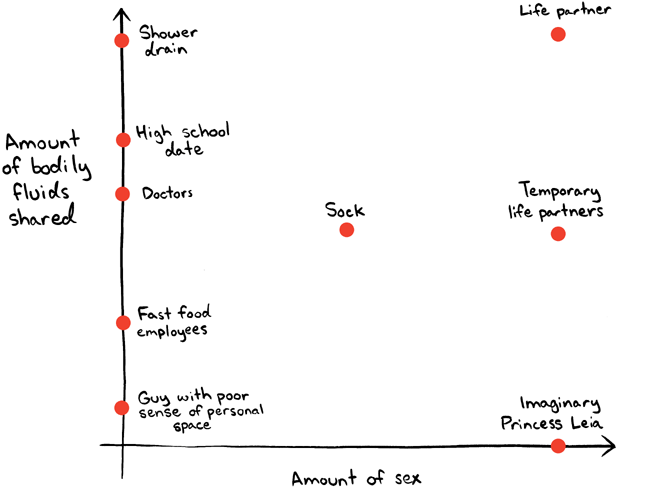 Life partner
Shower
drain
High school
date
Amount
of bodily
fluids
shared
Doctors
Sock
Temporary
life partners
Fast food
employees
Guy with poor
sense of personal
space
Imaginary
Princess Leia
Amount of sex